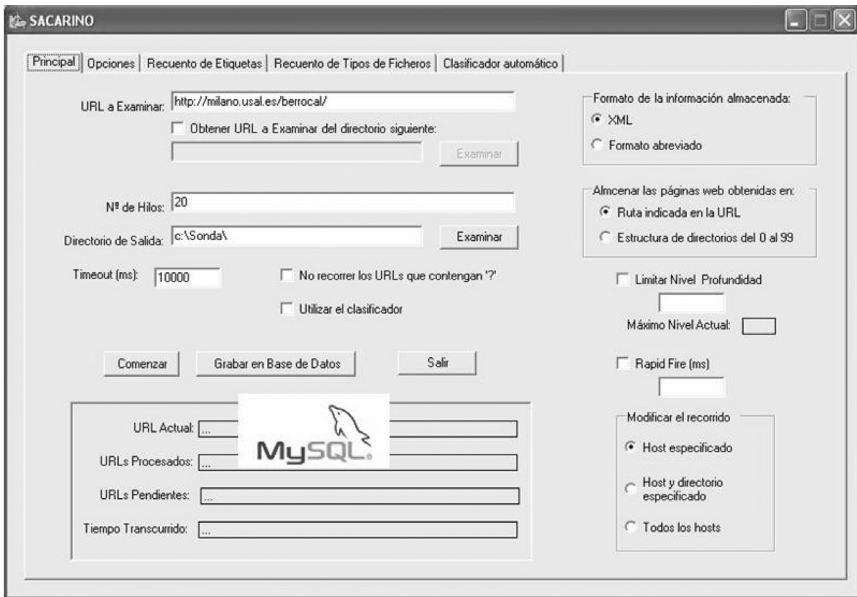 SACARINO
Principal Opciones Recuento de Etiquetas Recuento de Tipos de Ficheros Clasificador automático
URL a Examinar: http://milano.usal.es/berrocal/
Obtener URL a Examinar del directorio siguiente:
Examinar
Nº de Hilos: 20
Directorio de Salida: c:\Sonda\ Examinar
Timeout (ms): 10000 No recorrer los URLs que contengan '?'
Utilizar el clasificador
Comenzar Grabar en Base de Datos Salir
URL Actual: ...
URLs Procesados: ...
MySQL®
URLs Pendientes: ...
Tiempo Transcurrido: ...
Formato de la información almacenada:
XML
Formato abreviado
Almcenar las páginas web obtenidas en:
Ruta indicada en la URL
Estructura de directorios del 0 al 99
Limitar Nivel Profundidad
Máximo Nivel Actual:
Rapid Fire (ms)
Modificar el recorrido
Host especificado
Host y directorio
especificado
Todos los hosts